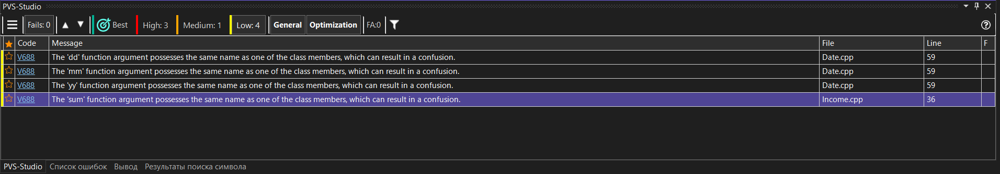 PVS-Studio
Fails: 0 Best High: 3 Medium: 1 Low: 4 General Optimization FA:0
Code Message File Line F
V688 The 'dd' function argument possesses the same name as one of the class members, which can result in a confusion. Date.cpp 59
V688 The 'mm' function argument possesses the same name as one of the class members, which can result in a confusion. Date.cpp 59
V688 The 'yy' function argument possesses the same name as one of the class members, which can result in a confusion. Date.cpp 59
V688 The 'sum' function argument possesses the same name as one of the class members, which can result in a confusion. Income.cpp 36
PVS-Studio Список ошибок Вывод Результаты поиска символа